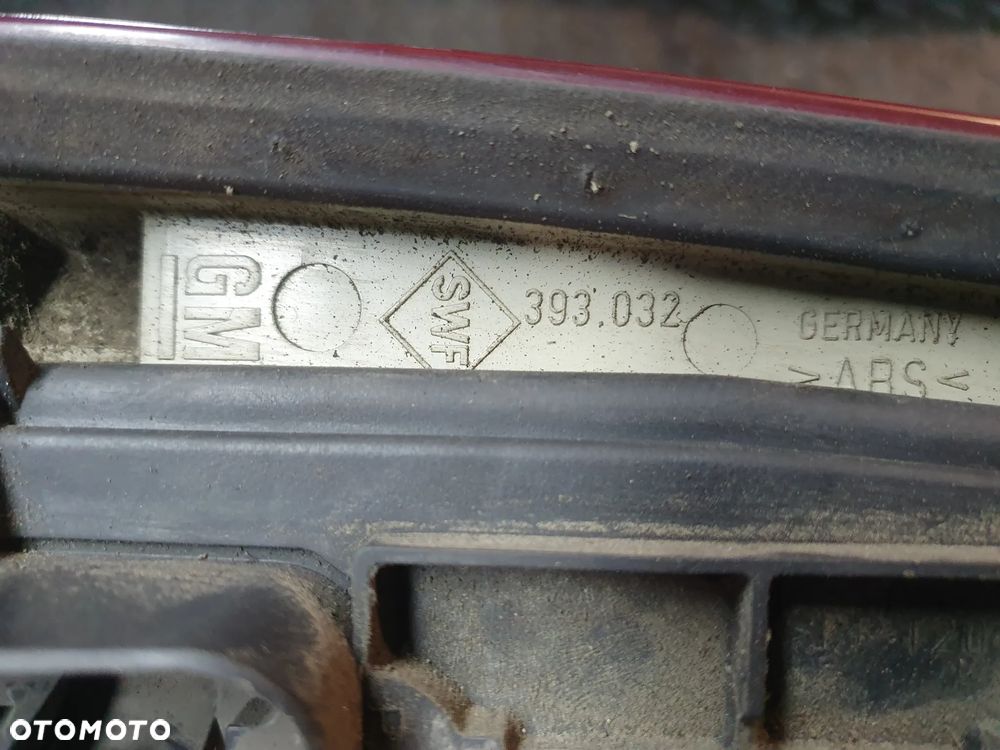 GM
SWF
393.032
GERMANY
>ABS<
OTOMOTO